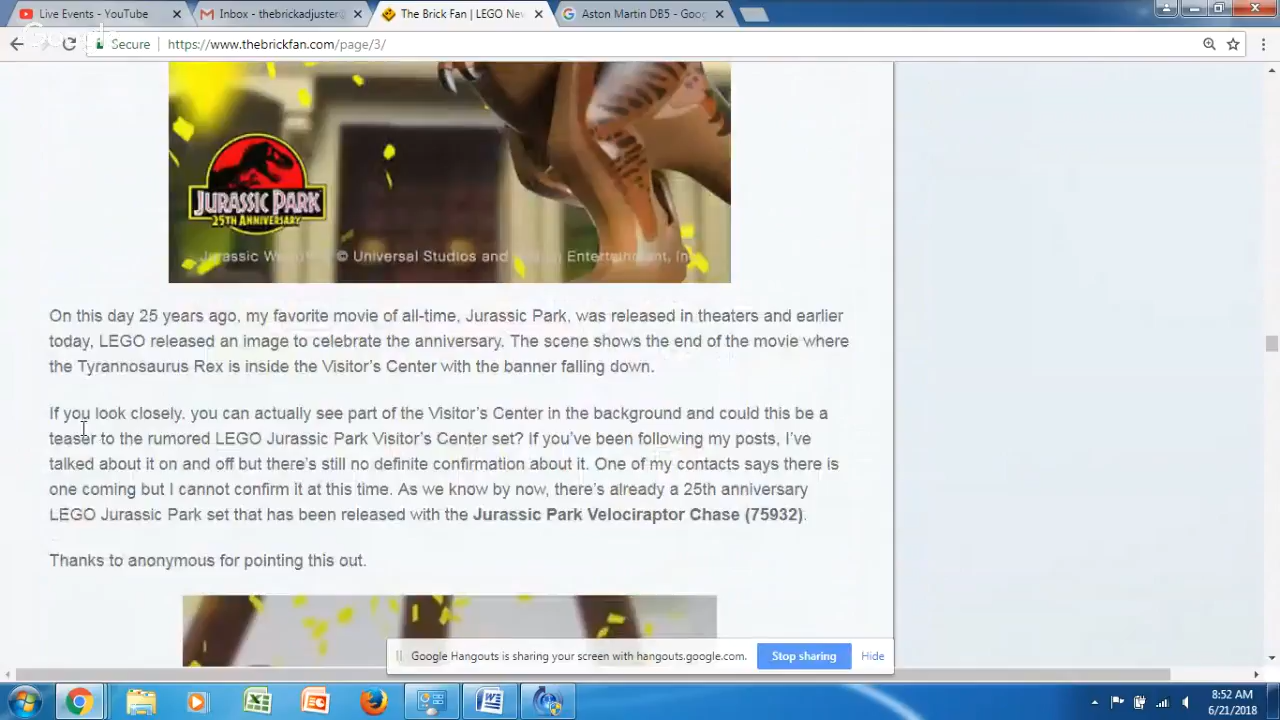 Live Events - YouTube
Inbox - thebrickadjuster@
The Brick Fan | LEGO Nev
Aston Martin DB5 - Goog
Secure
https://www.thebrickfan.com/page/3/
JURASSIC PARK
25TH ANNIVERSARY
Jurassic © Universal Studios and Entertainment, Inc
On this day 25 years ago, my favorite movie of all-time, Jurassic Park, was released in theaters and earlier
today, LEGO released an image to celebrate the anniversary. The scene shows the end of the movie where
the Tyrannosaurus Rex is inside the Visitor's Center with the banner falling down.
If you look closely, you can actually see part of the Visitor's Center in the background and could this be a
teaser to the rumored LEGO Jurassic Park Visitor's Center set? If you've been following my posts, I've
talked about it on and off but there's still no definite confirmation about it. One of my contacts says there is
one coming but I cannot confirm it at this time. As we know by now, there's already a 25th anniversary
LEGO Jurassic Park set that has been released with the Jurassic Park Velociraptor Chase (75932).
Thanks to anonymous for pointing this out.
Google Hangouts is sharing your screen with hangouts.google.com.
Stop sharing
Hide
8:52 AM
6/21/2018